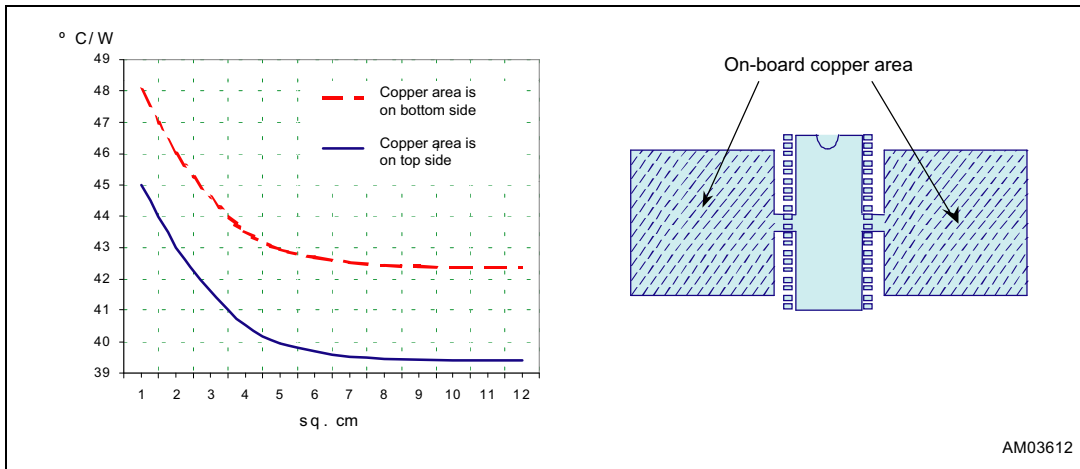 º C/W
49
48
47
46
45
44
43
42
41
40
39
1 2 3 4 5 6 7 8 9 10 11 12
sq. cm
Copper area is
on bottom side
Copper area is
on top side
On-board copper area
AM03612